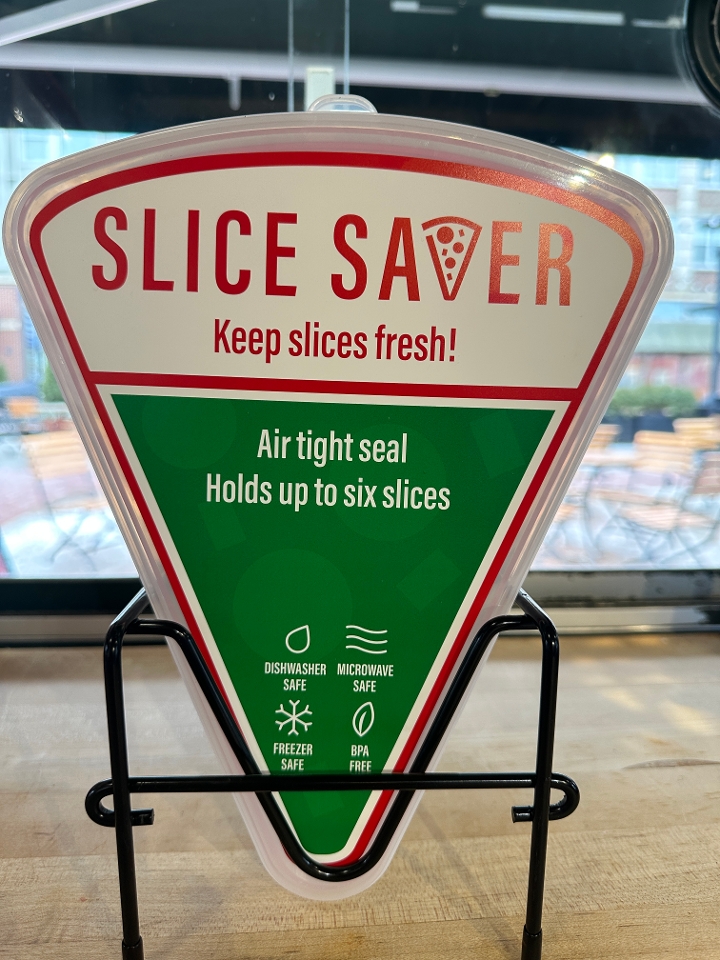 SLICE SAVER
Keep slices fresh!
Air tight seal
Holds up to six slices
DISHWASHER SAFE
MICROWAVE SAFE
FREEZER SAFE
BPA FREE